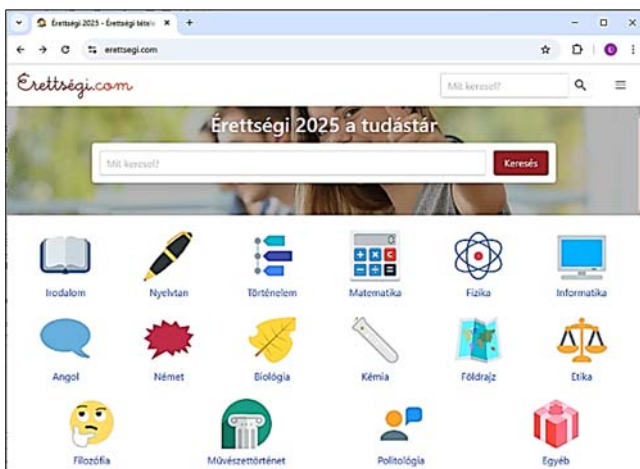 Érettségi 2025 - Érettségi tétele
erettsegi.com
Érettségi.com
Mit keresel?
Érettségi 2025 a tudástár
Mit keresel?
Keresés
Irodalom
Nyelvtan
Történelem
Matematika
Fizika
Informatika
Angol
Német
Biológia
Kémia
Földrajz
Etika
Filozófia
Művészettörténet
Politológia
Egyéb